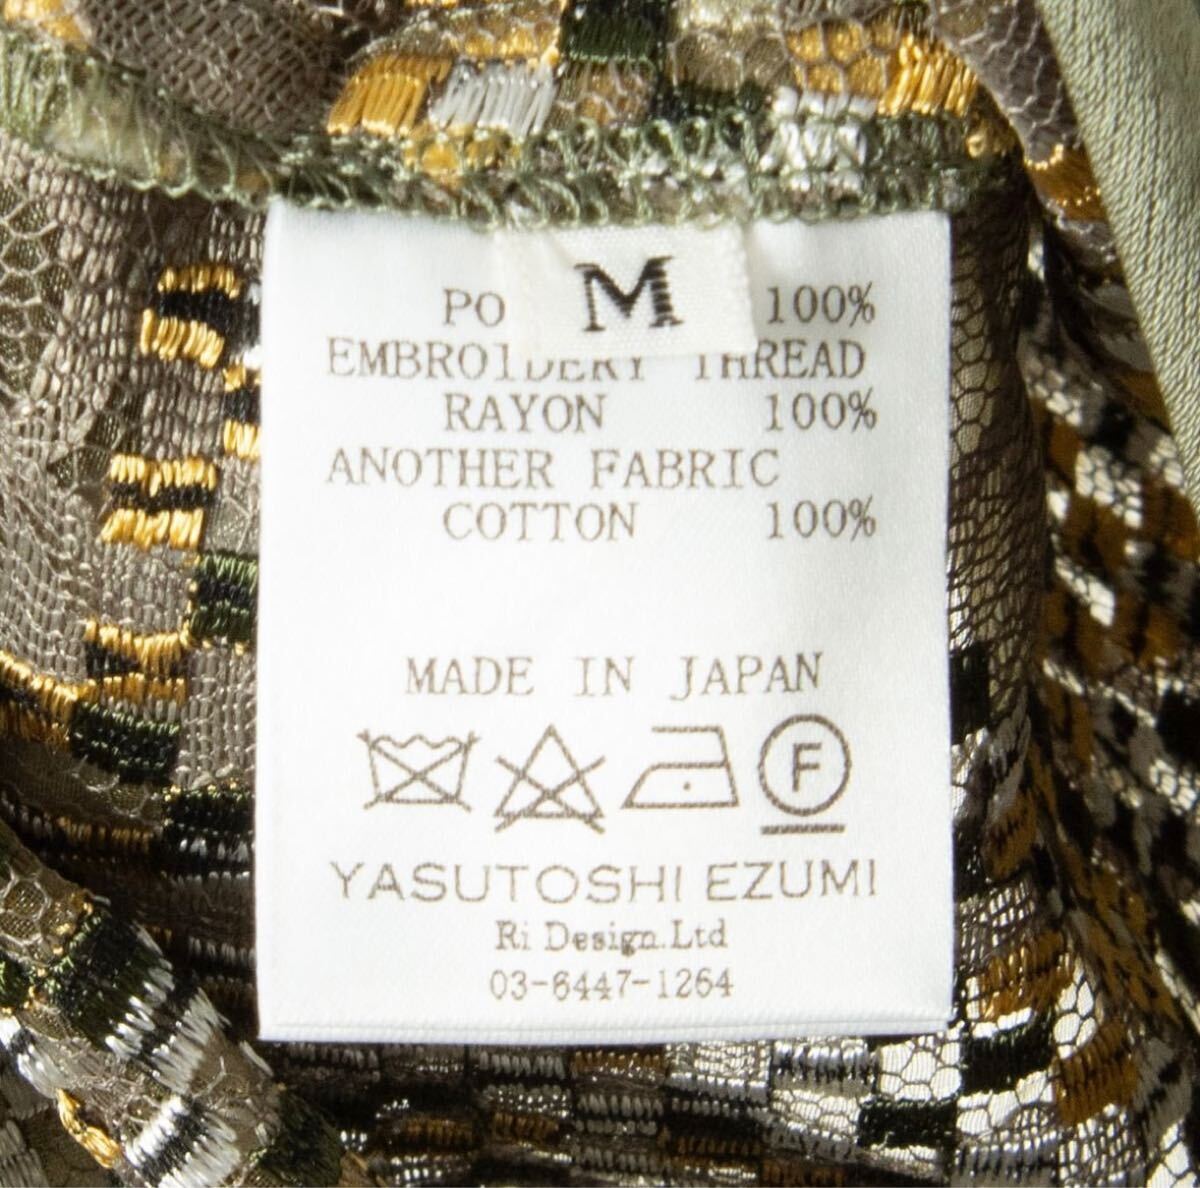 M
100%
EMBROIDERY THREAD
RAYON 100%
ANOTHER FABRIC
COTTON 100%
MADE IN JAPAN
F
YASUTOSHI EZUMI
Ri Design.Ltd
03-6447-1264